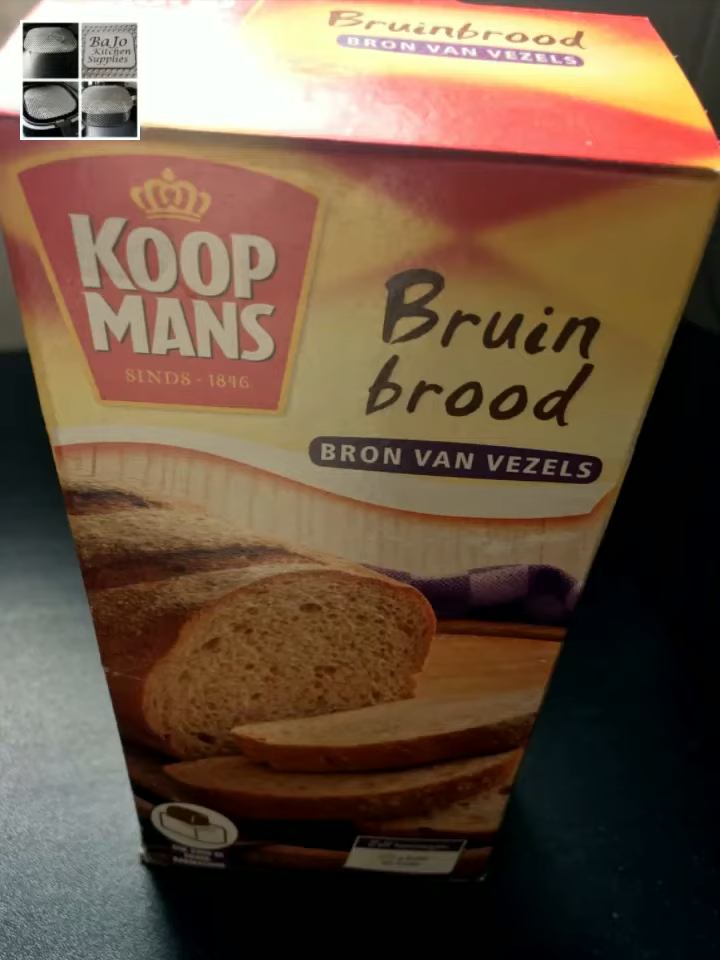 BaJo
Kitchen
Supplies
Bruinbrood
BRON VAN VEZELS
KOOP
MANS
SINDS - 1846
Bruin
brood
BRON VAN VEZELS